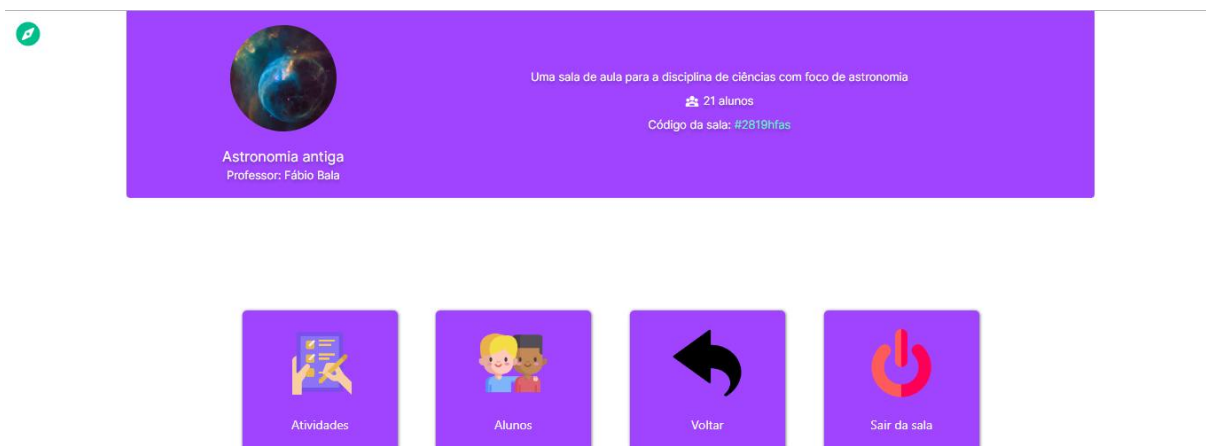 Uma sala de aula para a disciplina de ciências com foco de astronomia
21 alunos
Código da sala: #2819hfas
Astronomia antiga
Professor: Fábio Bala
Atividades
Alunos
Voltar
Sair da sala